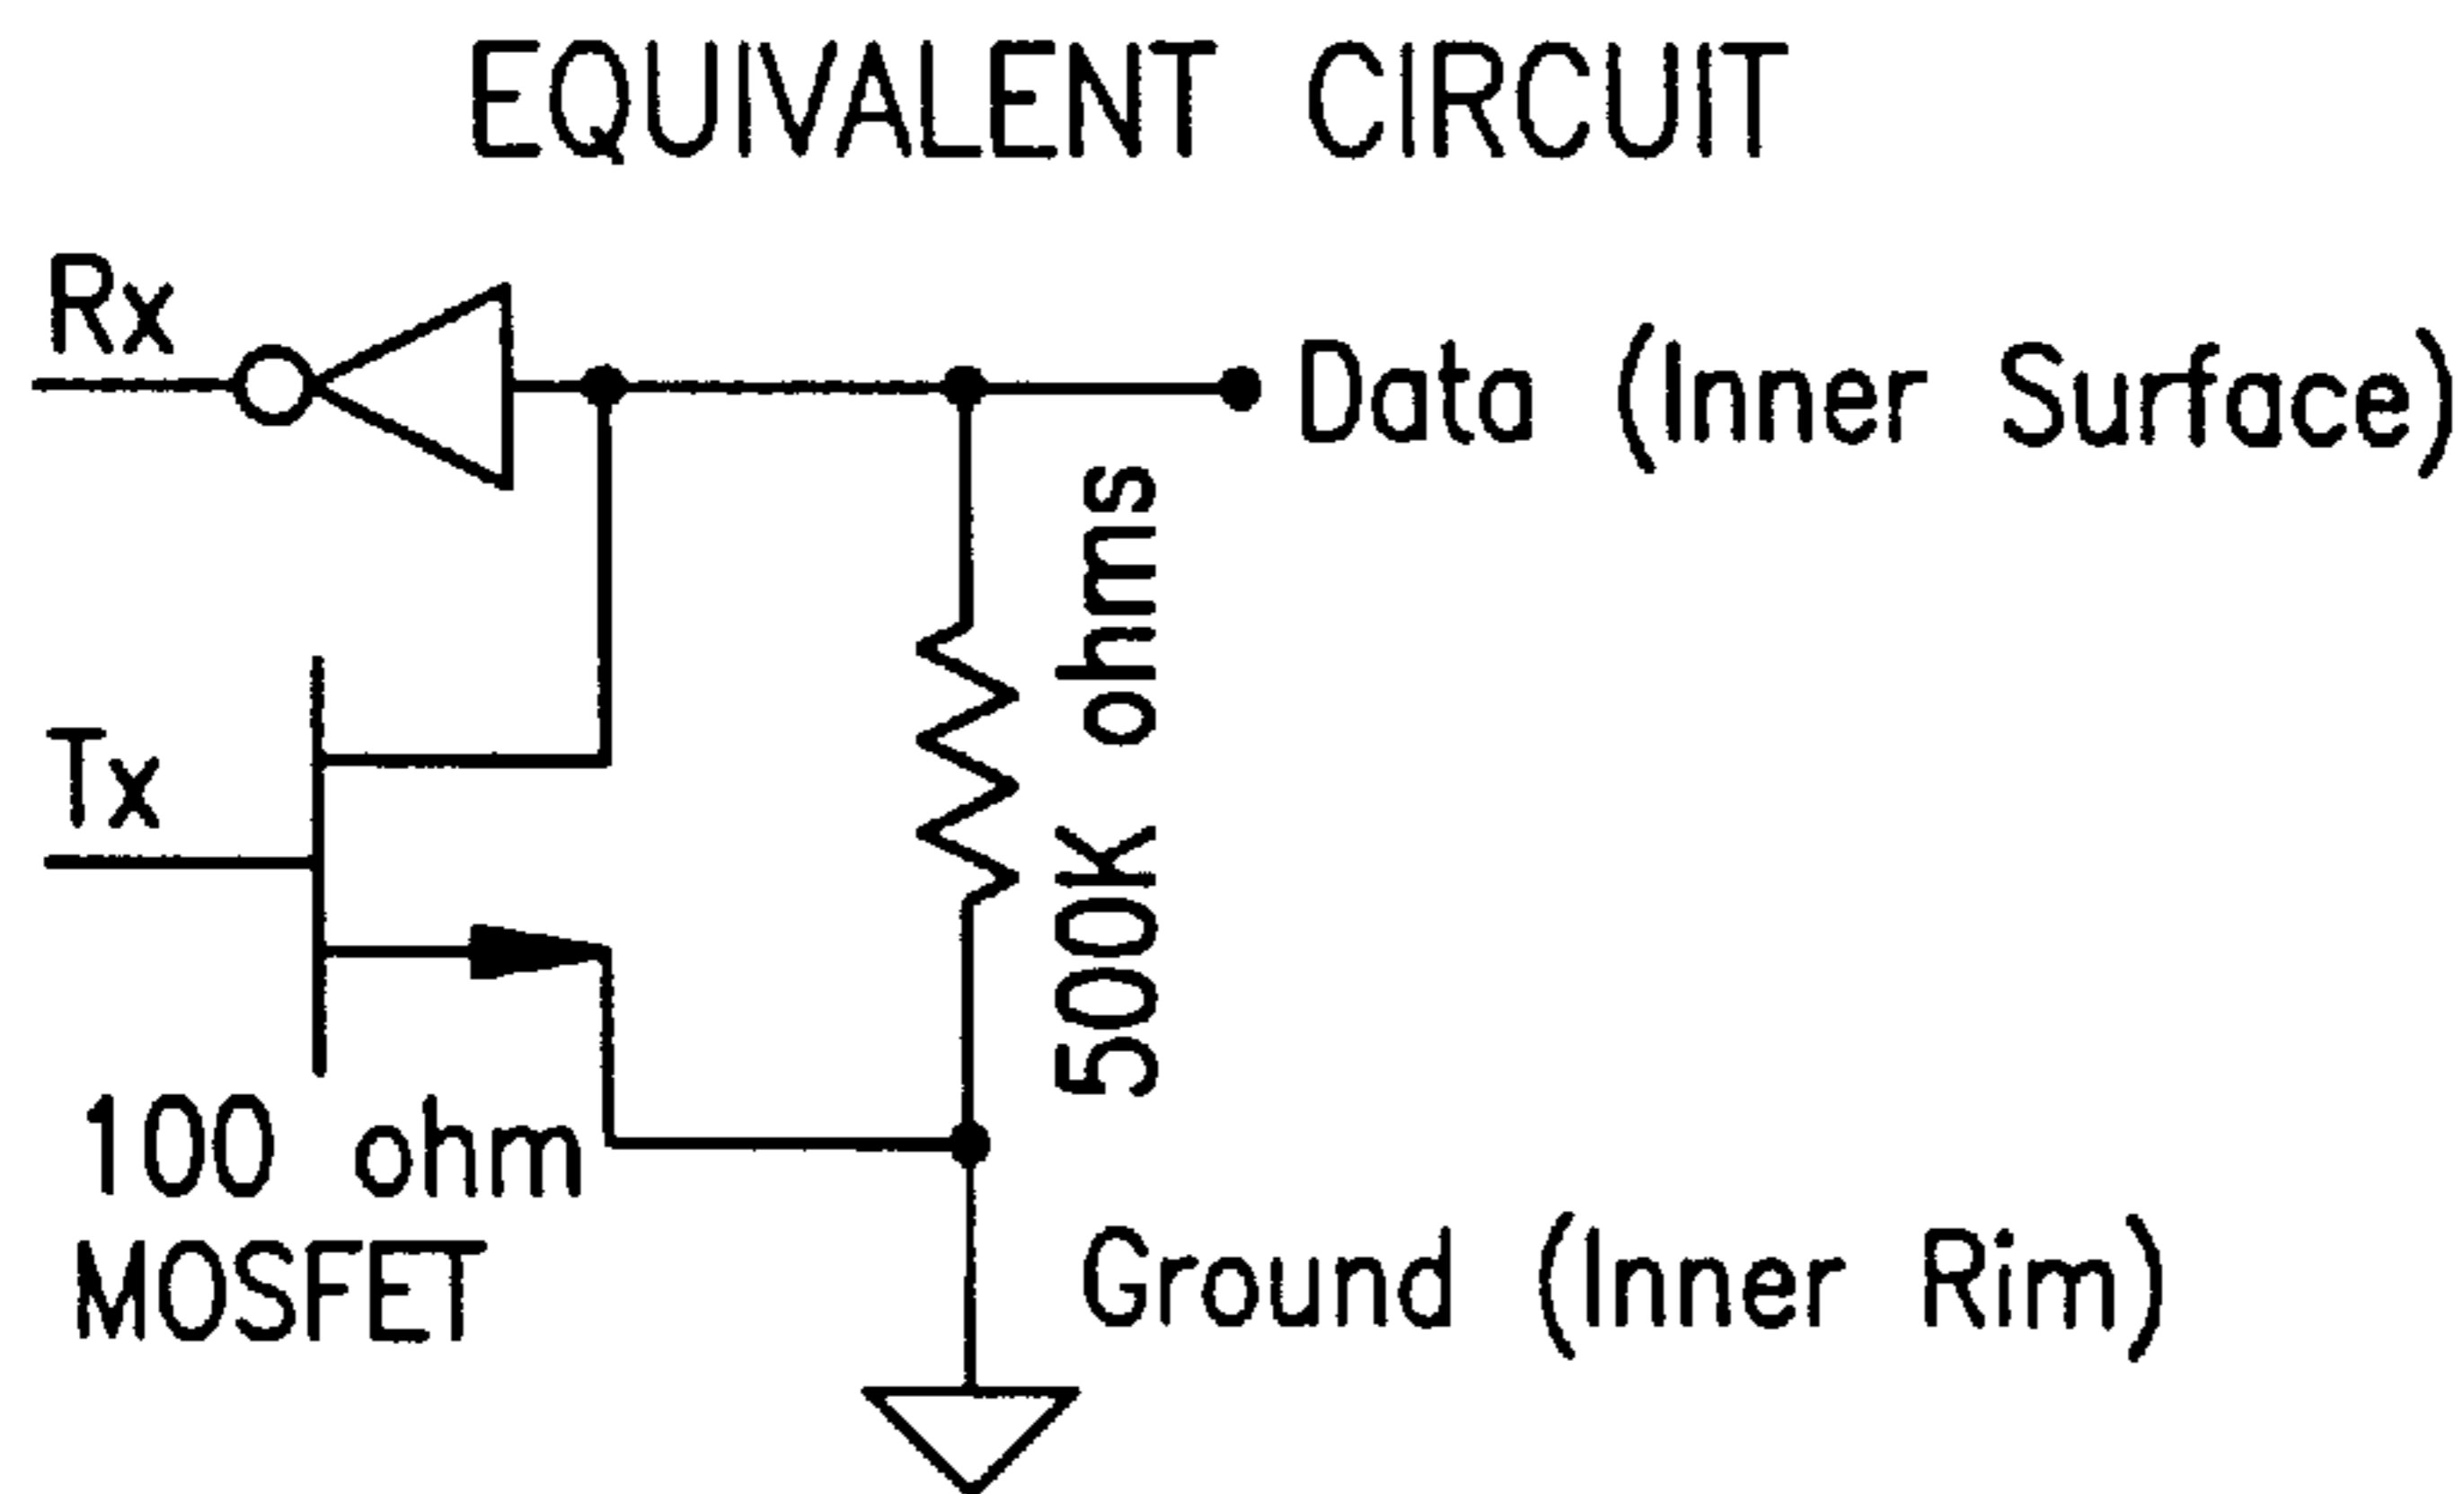 EQUIVALENT CIRCUIT
Rx
Data (Inner Surface)
500K ohms
Tx
100 ohm
MOSFET
Ground (Inner Rim)